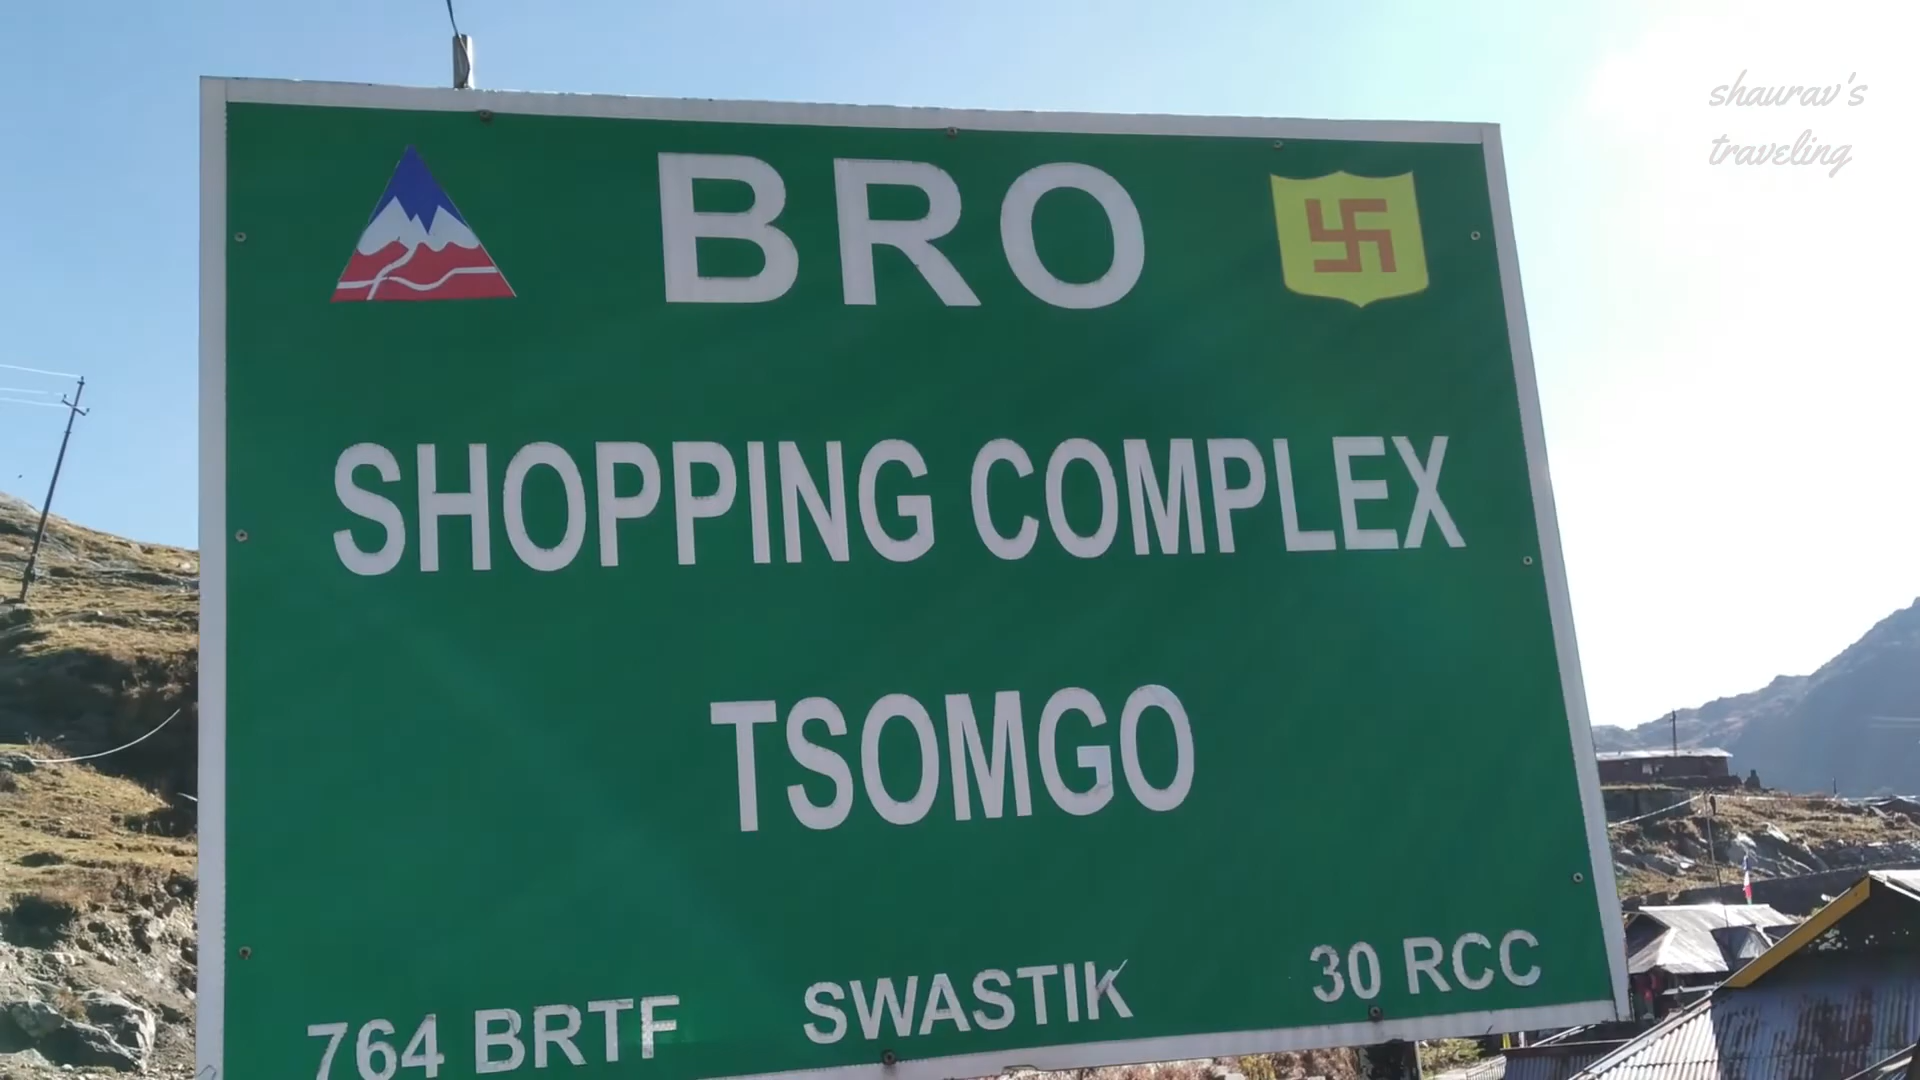 shaurav's
traveling
BRO
SHOPPING COMPLEX
TSOMGO
764 BRTF SWASTIK 30 RCC